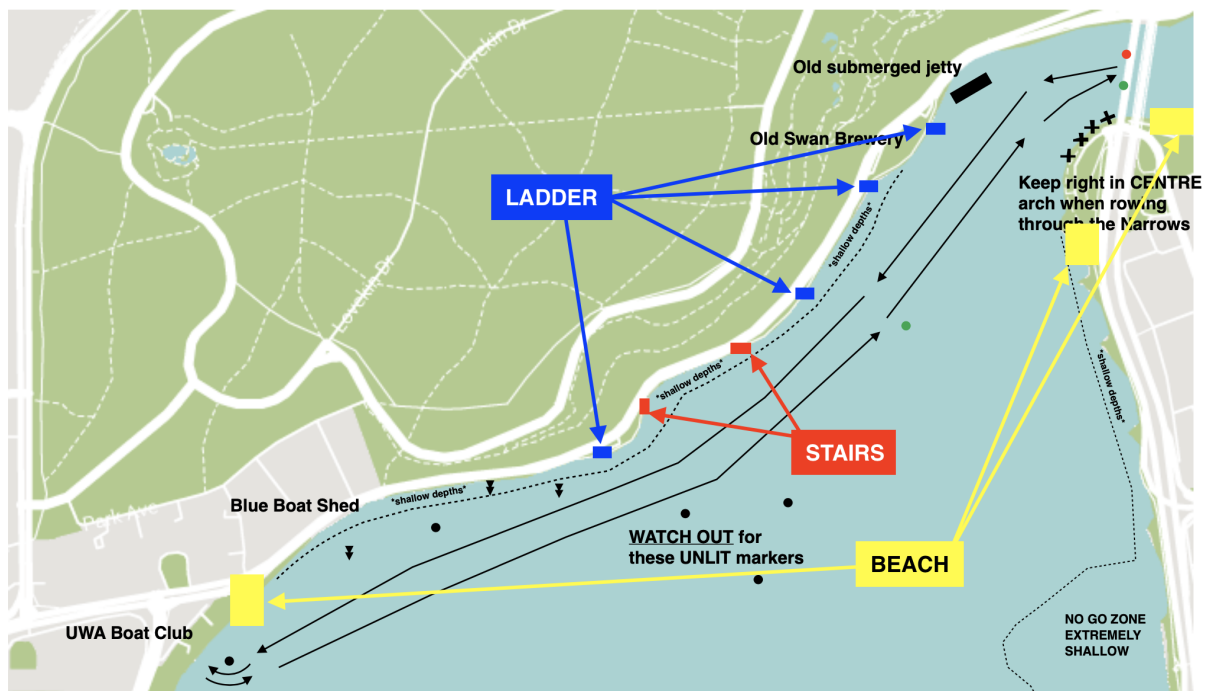 Lovekin Dr
Old submerged jetty
Old Swan Brewery
LADDER
Keep right in CENTRE
arch when rowing
through the Narrows
*shallow depths*
Lovekin Dr
*shallow depths*
*shallow depths*
STAIRS
Blue Boat Shed
*shallow depths*
Park Ave
WATCH OUT for
these UNLIT markers
BEACH
UWA Boat Club
NO GO ZONE
EXTREMELY
SHALLOW